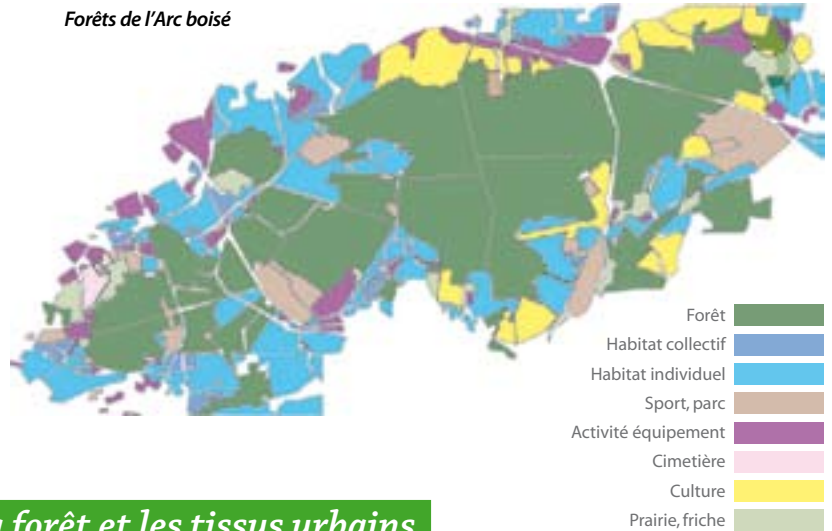 Forêts de l'Arc boisé
Forêt
Habitat collectif
Habitat individuel
Sport, parc
Activité équipement
Cimetière
Culture
Prairie, friche
forêt et les tissus urbains